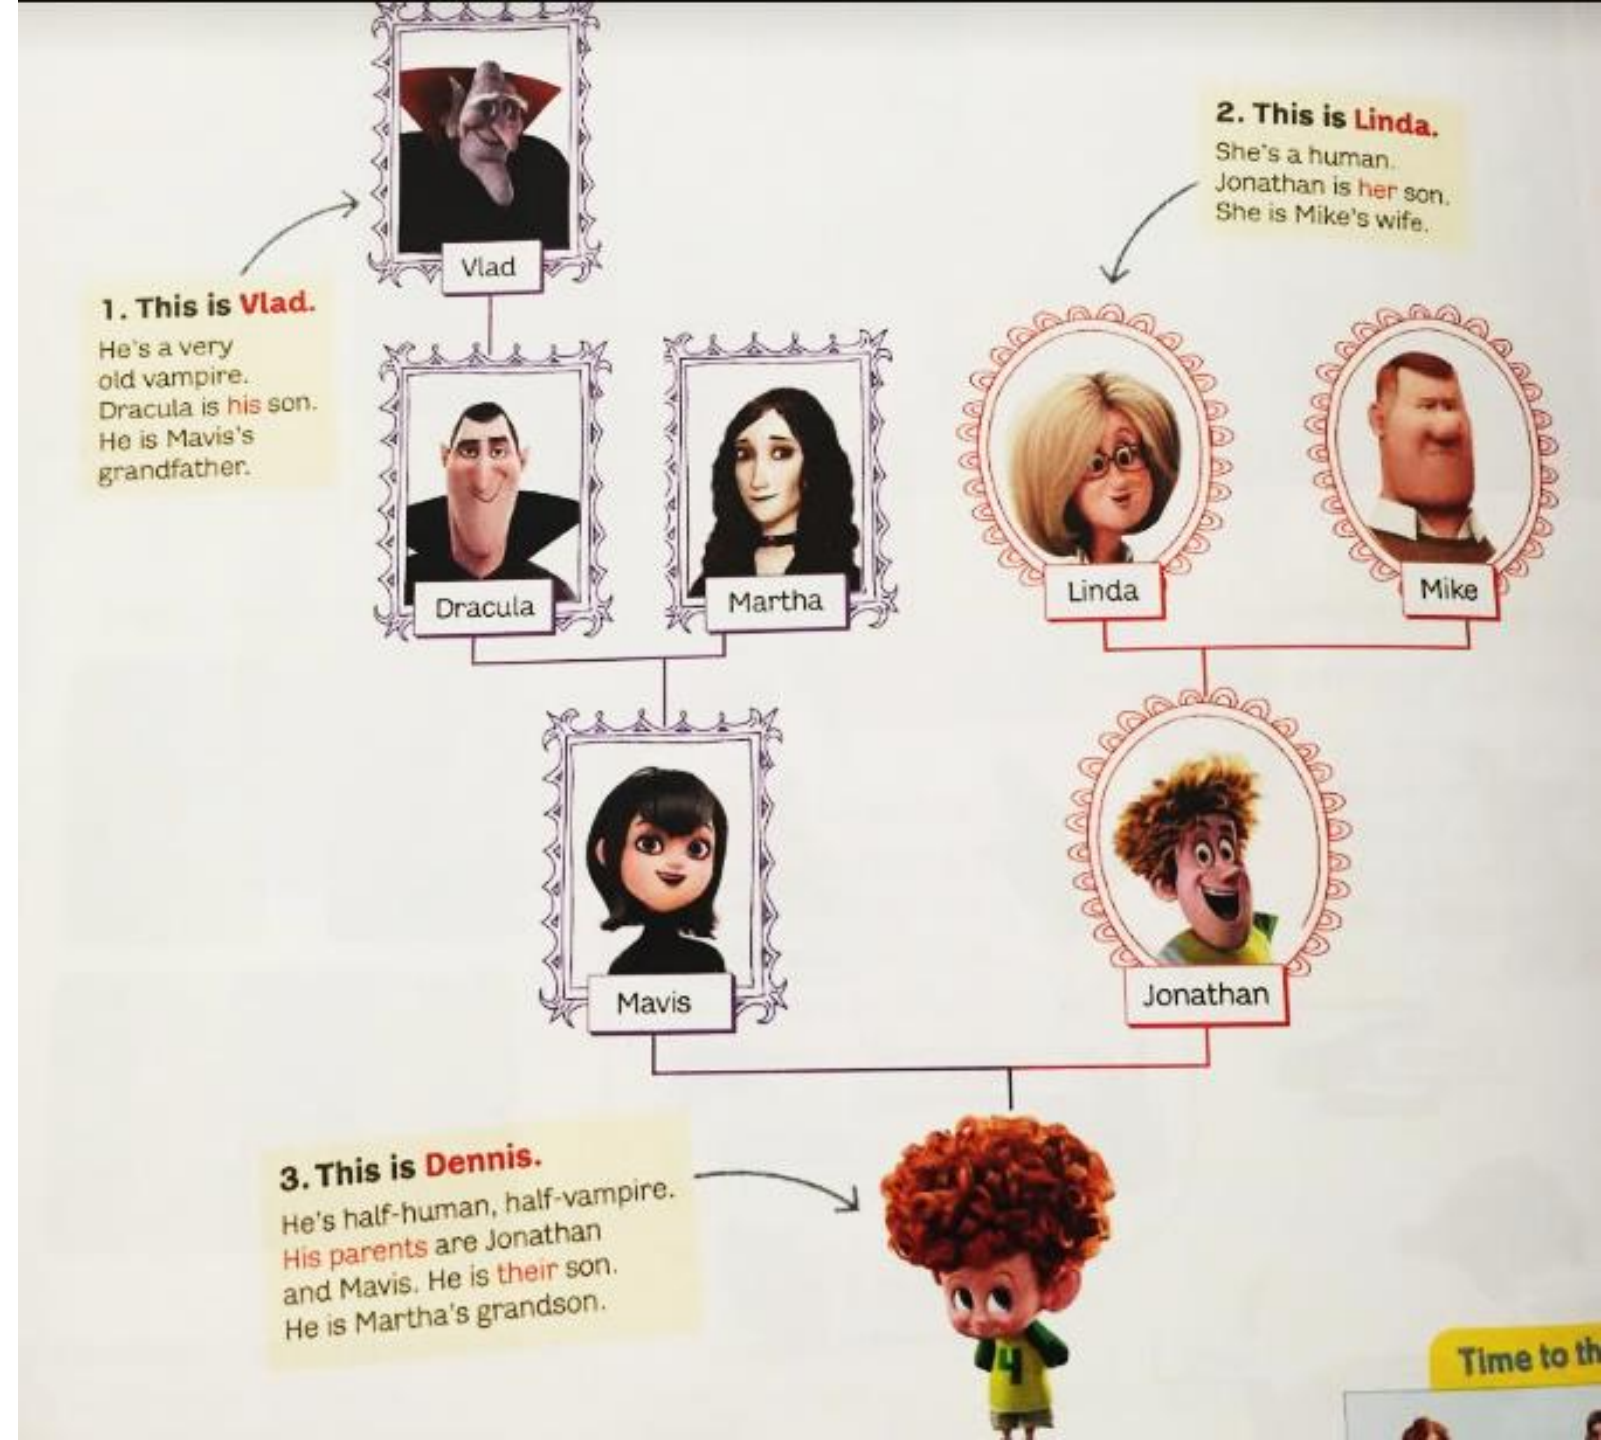 Vlad
1. This is Vlad.
He's a very
old vampire.
Dracula is his son.
He is Mavis's
grandfather.
2. This is Linda.
She's a human.
Jonathan is her son.
She is Mike's wife.
Dracula
Martha
Linda
Mike
Mavis
Jonathan
3. This is Dennis.
He's half-human, half-vampire.
His parents are Jonathan
and Mavis. He is their son.
He is Martha's grandson.
4
Time to